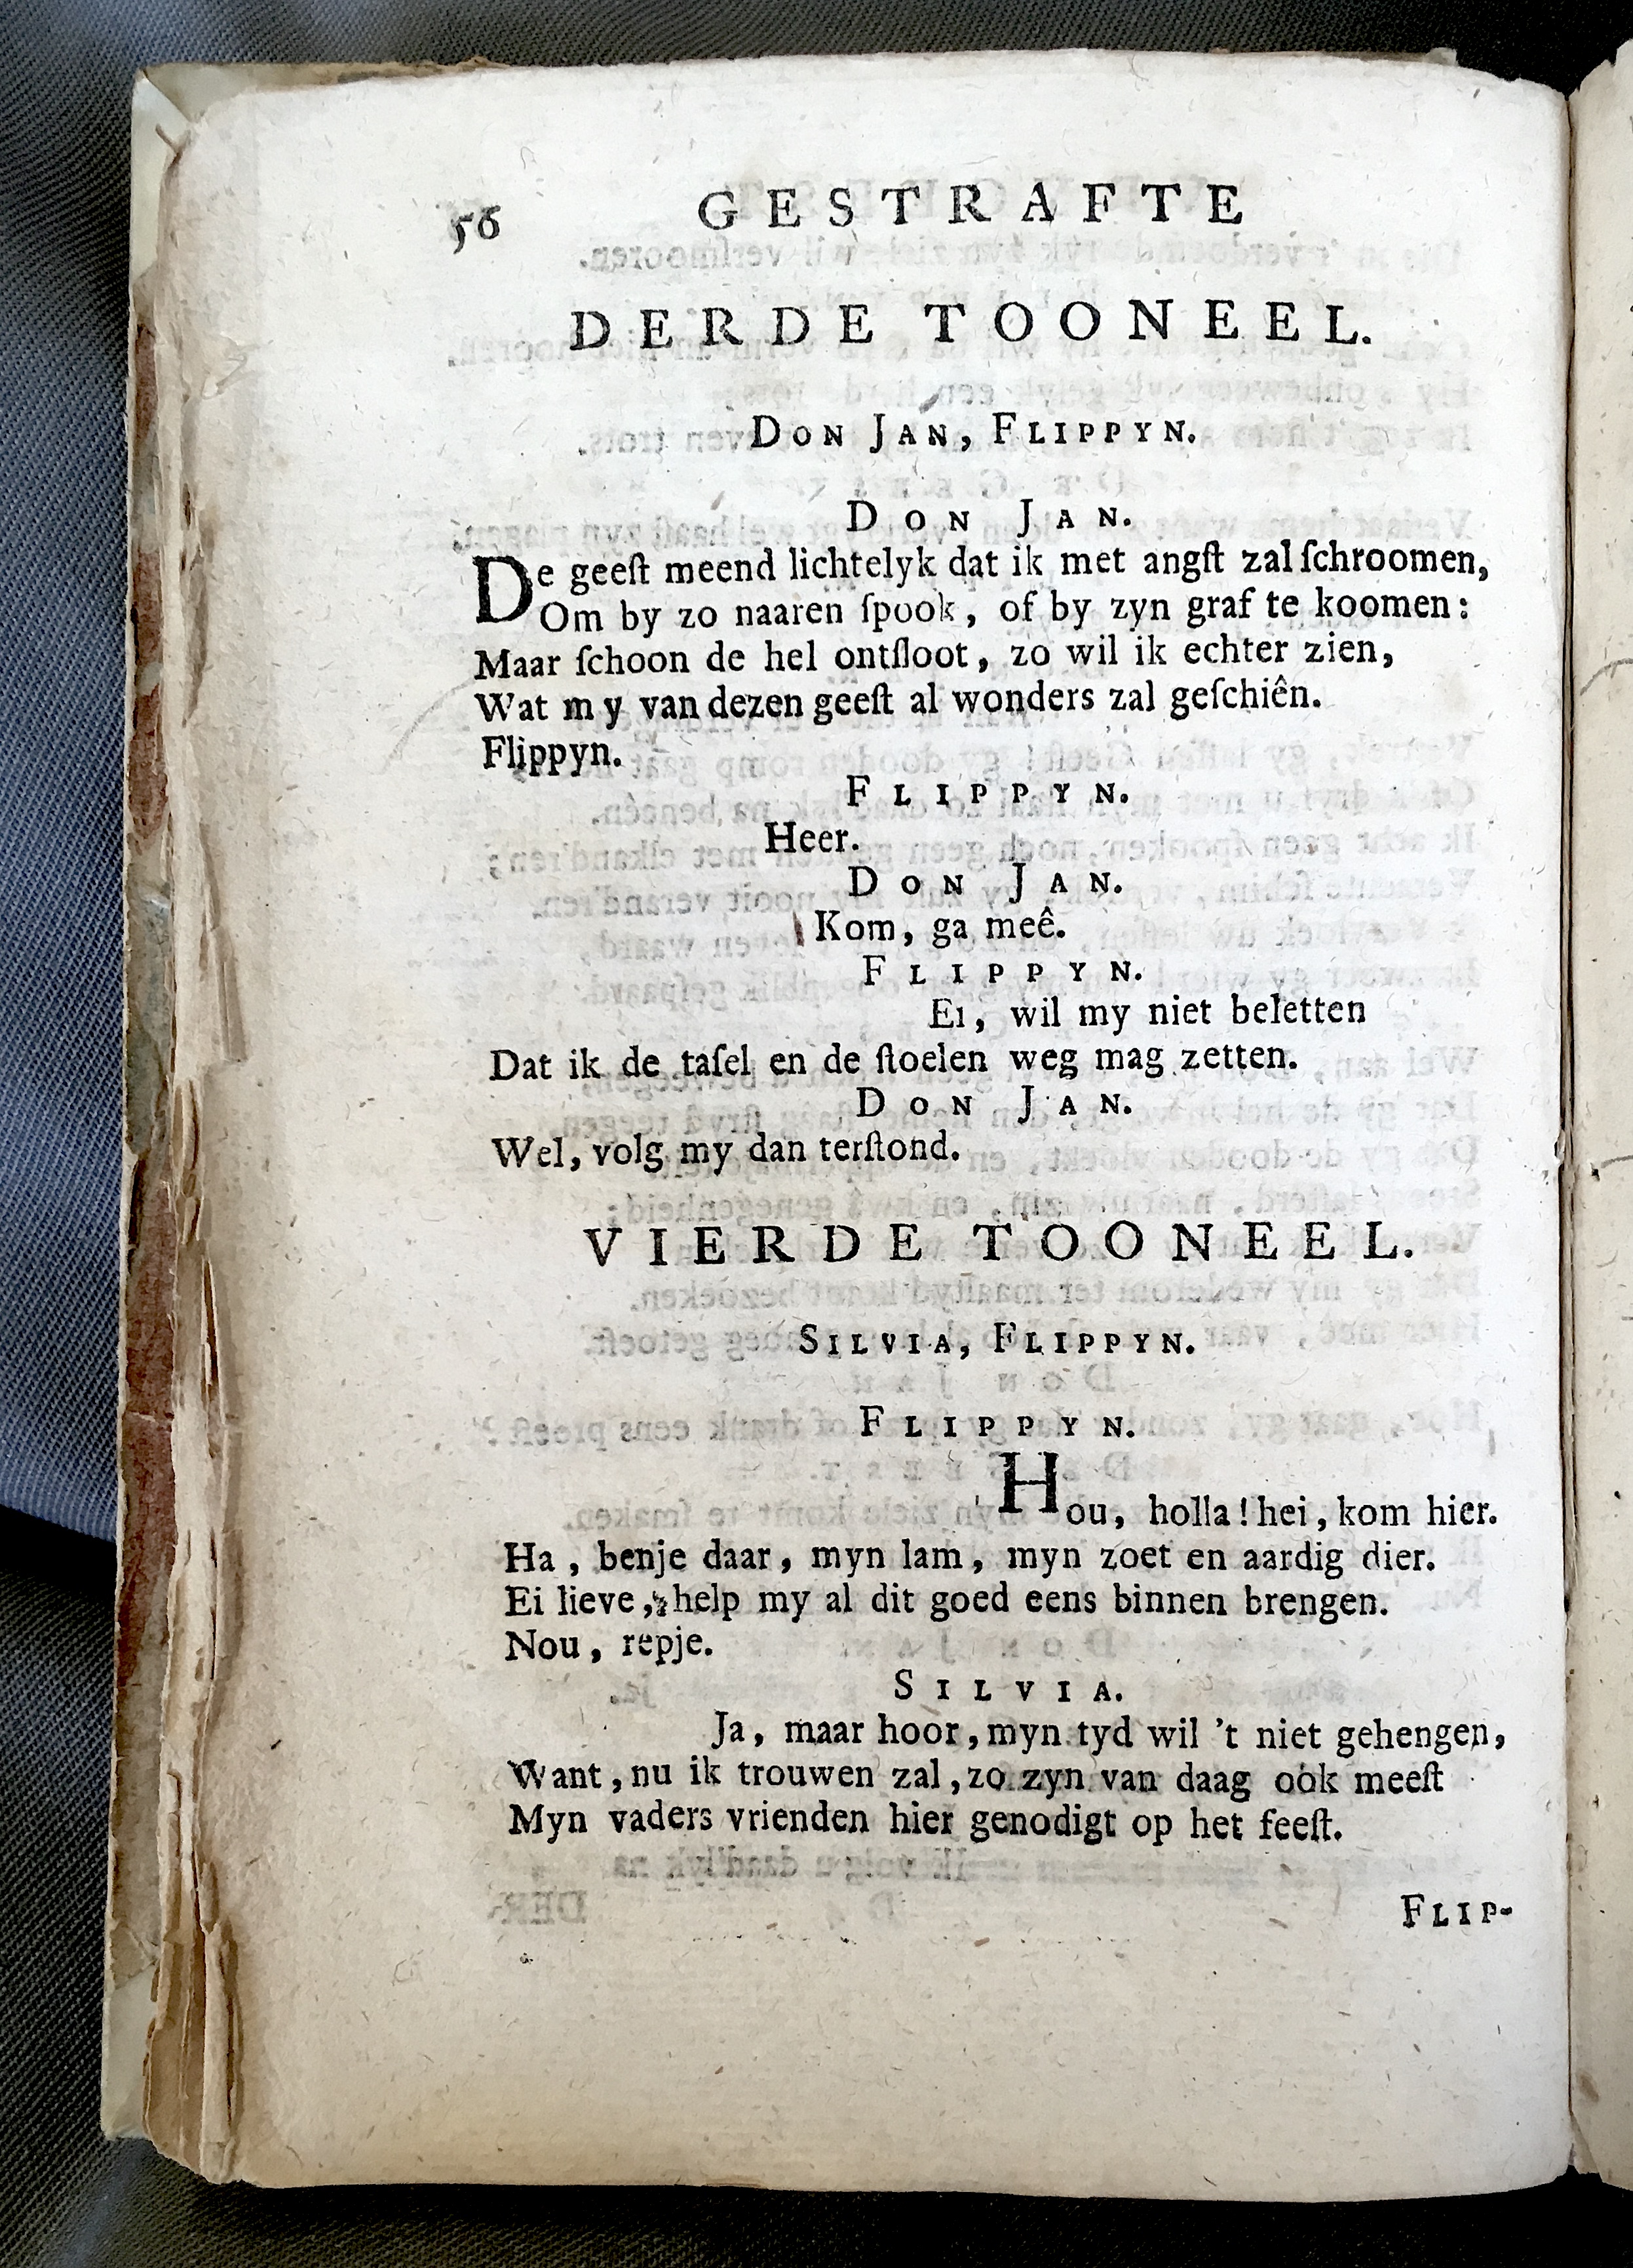 56 GESTRAFTE
DERDE TOONEEL.
DON JAN, FLIPPYN.
DON JAN.
De geeſt meend lichtelyk dat ik met angſt zal ſchroomen,
Om by zo naaren ſpook, of by zyn graf te koomen:
Maar ſchoon de hel ontſloot, zo wil ik echter zien,
Wat my van dezen geeſt al wonders zal geſchiên.
Flippyn.
FLIPPYN.
Heer.
DON JAN.
Kom, ga meê.
FLIPPYN.
Ei, wil my niet beletten
Dat ik de tafel en de ſtoelen weg mag zetten.
DON JAN.
Wel, volg my dan terſtond.
VIERDE TOONEEL.
SILVIA, FLIPPYN.
FLIPPYN.
Hou, holla! hei, kom hier.
Ha, benje daar, myn lam, myn zoet en aardig dier.
Ei lieve, help my al dit goed eens binnen brengen.
Nou, repje.
SILVIA.
Ja, maar hoor, myn tyd wil 't niet gehengen,
Want, nu ik trouwen zal, zo zyn van daag ook meeſt
Myn vaders vrienden hier genodigt op het feeſt.
FLIP-